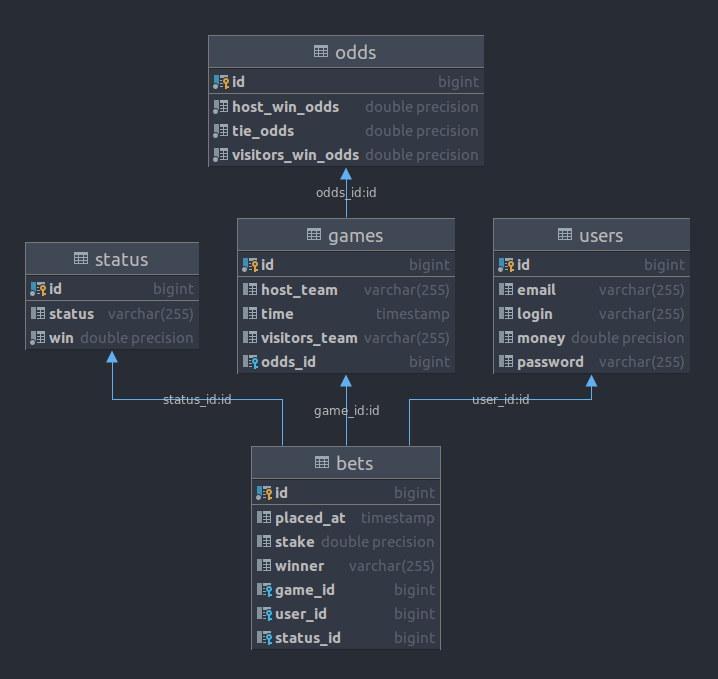 odds
id bigint
host_win_odds double precision
tie_odds double precision
visitors_win_odds double precision
odds_id:id
status
id bigint
status varchar(255)
win double precision
games
id bigint
host_team varchar(255)
time timestamp
visitors_team varchar(255)
odds_id bigint
users
id bigint
email varchar(255)
login varchar(255)
money double precision
password varchar(255)
status_id:id
game_id:id
user_id:id
bets
id bigint
placed_at timestamp
stake double precision
winner varchar(255)
game_id bigint
user_id bigint
status_id bigint